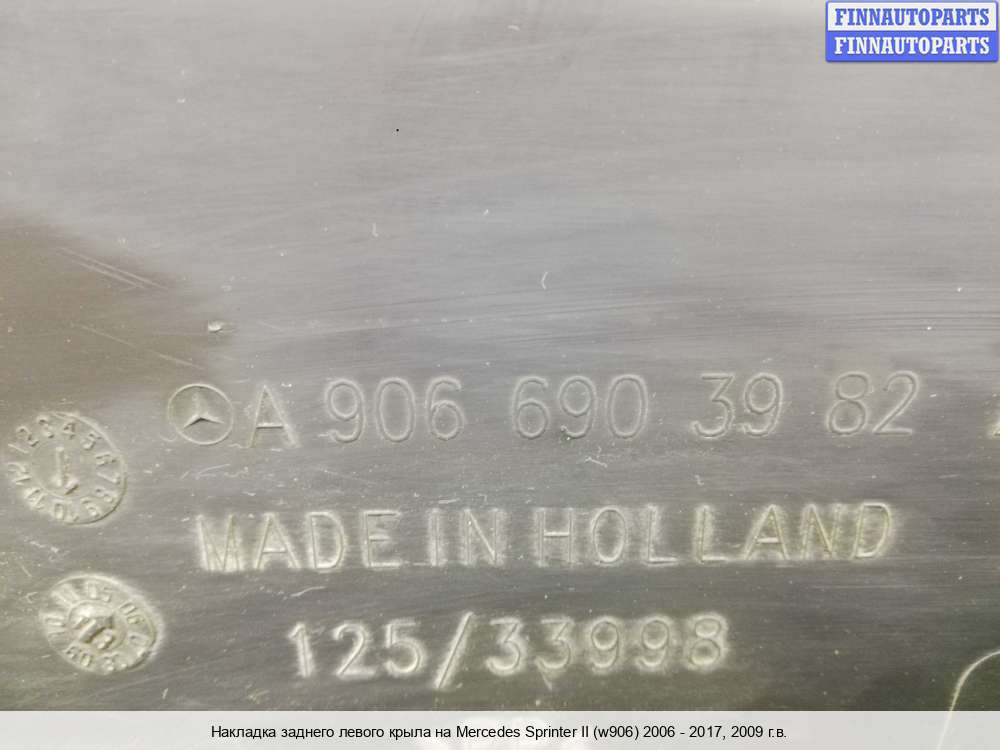 FINNAUTOPARTS
FINNAUTOPARTS
A 906 690 39 82
MADE IN HOLLAND
125/33998
Накладка заднего левого крыла на Mercedes Sprinter II (w906) 2006 - 2017, 2009 г.в.